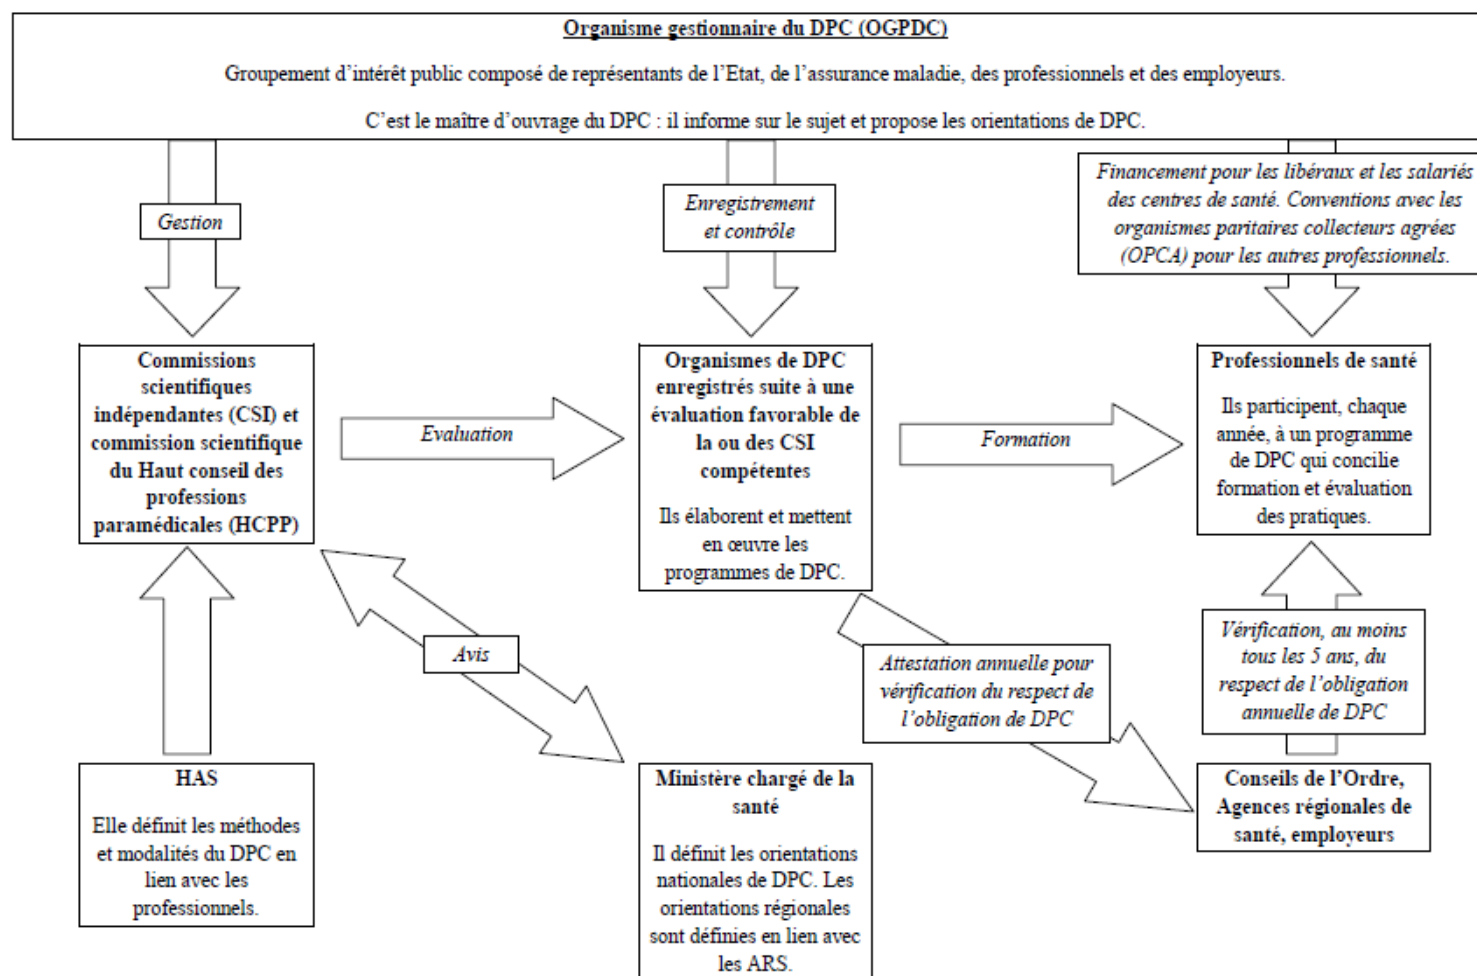 Organisme gestionnaire du DPC (OGPDC)
Groupement d’intérêt public composé de représentants de l’Etat, de l’assurance maladie, des professionnels et des employeurs.
C’est le maître d’ouvrage du DPC : il informe sur le sujet et propose les orientations de DPC.
Gestion
Enregistrement
et contrôle
Financement pour les libéraux et les salariés
des centres de santé. Conventions avec les
organismes paritaires collecteurs agrées
(OPCA) pour les autres professionnels.
Commissions
scientifiques
indépendantes (CSI) et
commission scientifique
du Haut conseil des
professions
paramédicales (HCPP)
Evaluation
Organismes de DPC
enregistrés suite à une
évaluation favorable de
la ou des CSI
compétentes
Ils élaborent et mettent
en œuvre les
programmes de DPC.
Formation
Professionnels de santé
Ils participent, chaque
année, à un programme
de DPC qui concilie
formation et évaluation
des pratiques.
Avis
Attestation annuelle pour
vérification du respect de
l’obligation de DPC
Vérification, au moins
tous les 5 ans, du
respect de l’obligation
annuelle de DPC
HAS
Elle définit les méthodes
et modalités du DPC en
lien avec les
professionnels.
Ministère chargé de la
santé
Il définit les orientations
nationales de DPC. Les
orientations régionales
sont définies en lien avec
les ARS.
Conseils de l’Ordre,
Agences régionales de
santé, employeurs